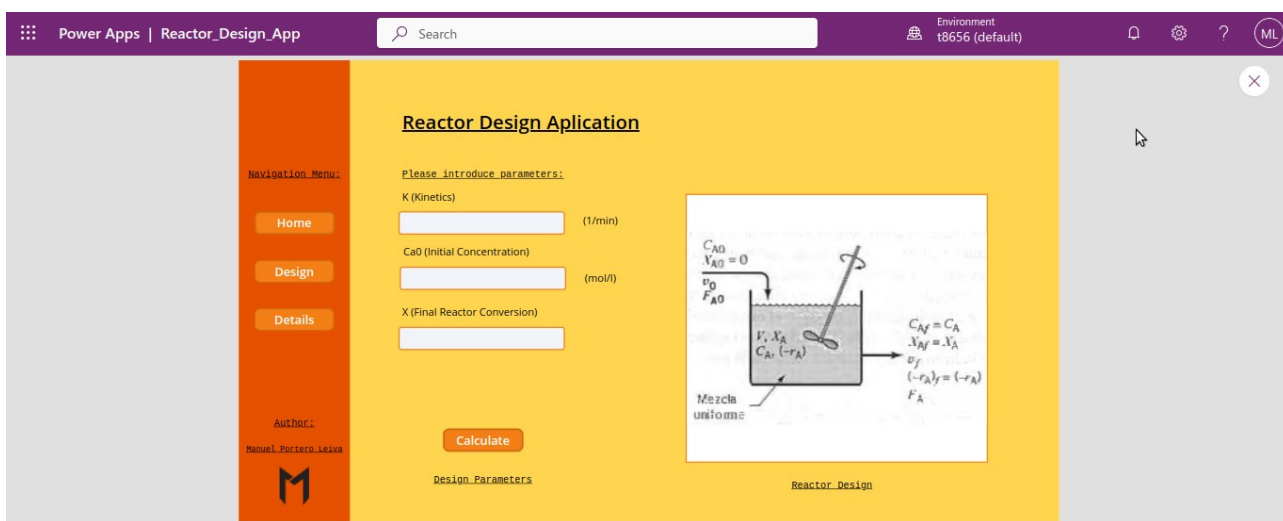 Power Apps | Reactor_Design_App
Search
Environment
t8656 (default)
?
ML
Reactor Design Aplication
Navigation Menu:
Home
Design
Details
Author:
Manuel Portero Leiva
M
Please introduce parameters:
K (Kinetics)
(1/min)
Ca0 (Initial Concentration)
(mol/l)
X (Final Reactor Conversion)
Calculate
Design Parameters
C_A0
X_A0 = 0
v_0
F_A0
V, X_A
C_A, (-r_A)
Mezcla
uniforme
C_Af = C_A
X_Af = X_A
v_f
(-r_A)_f = (-r_A)
F_A
Reactor Design